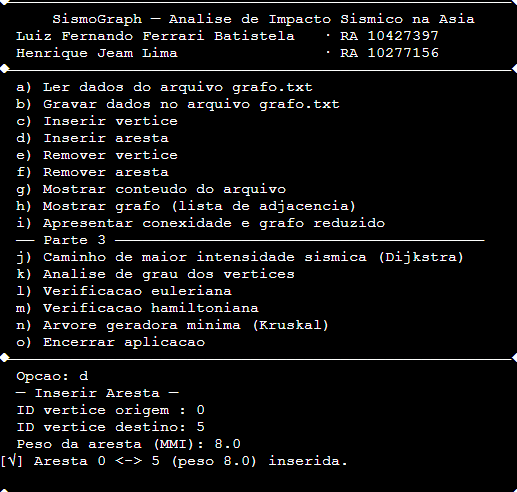 SismoGraph — Analise de Impacto Sismico na Asia
Luiz Fernando Ferrari Batistela · RA 10427397
Henrique Jeam Lima · RA 10277156
a) Ler dados do arquivo grafo.txt
b) Gravar dados no arquivo grafo.txt
c) Inserir vertice
d) Inserir aresta
e) Remover vertice
f) Remover aresta
g) Mostrar conteudo do arquivo
h) Mostrar grafo (lista de adjacencia)
i) Apresentar conexidade e grafo reduzido
—— Parte 3 ——
j) Caminho de maior intensidade sismica (Dijkstra)
k) Analise de grau dos vertices
l) Verificacao euleriana
m) Verificacao hamiltoniana
n) Arvore geradora minima (Kruskal)
o) Encerrar aplicacao
Opcao: d
— Inserir Aresta —
ID vertice origem : 0
ID vertice destino: 5
Peso da aresta (MMI): 8.0
[√] Aresta 0 <-> 5 (peso 8.0) inserida.